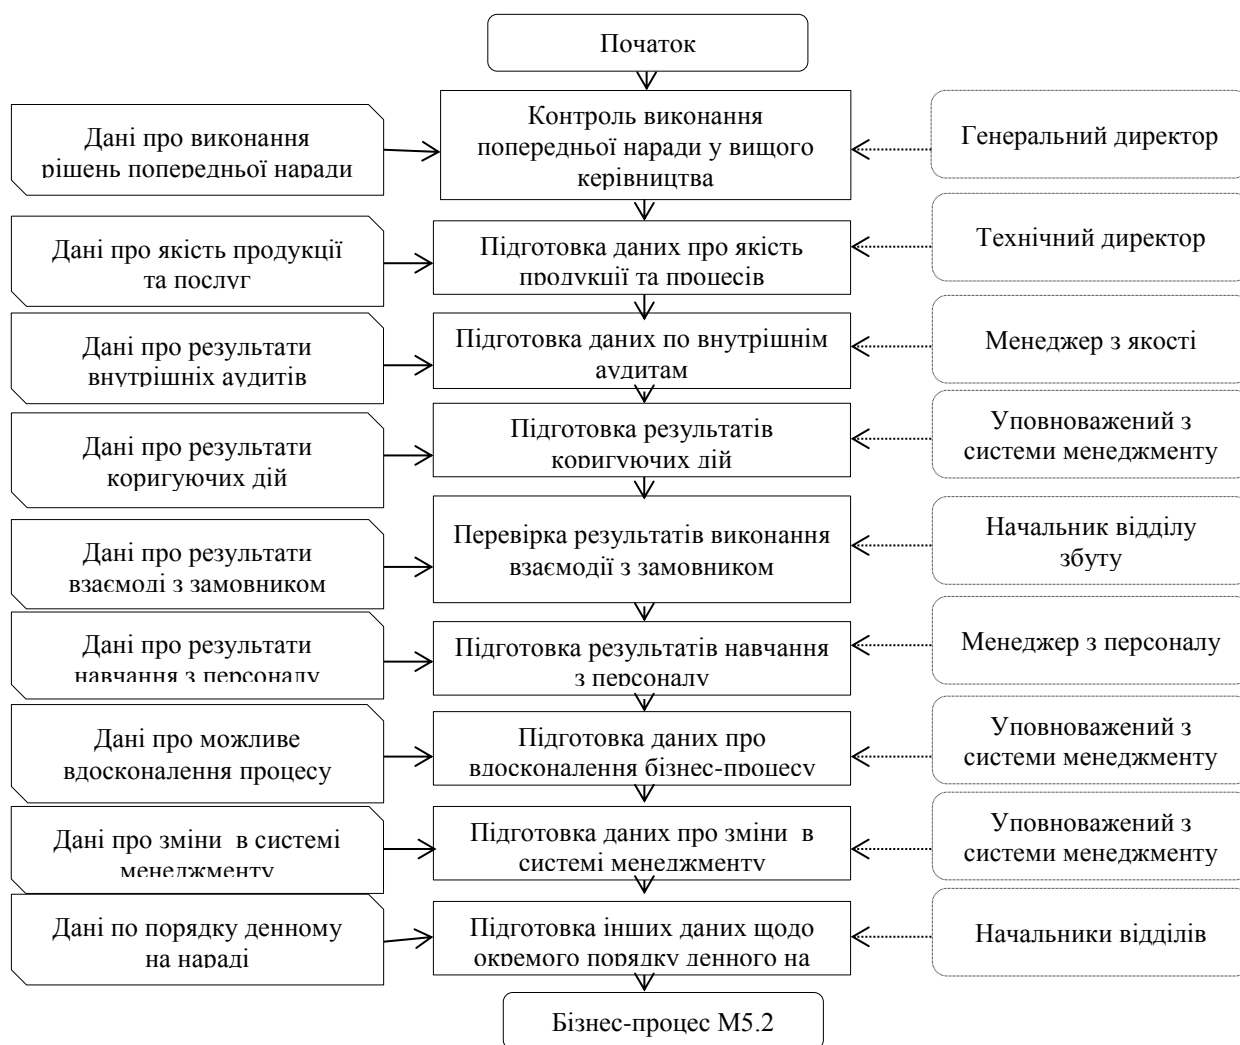 Початок
Дані про виконання
рішень попередньої наради
Контроль виконання
попередньої наради у вищого
керівництва
Генеральний директор
Дані про якість продукції
та послуг
Підготовка даних про якість
продукції та процесів
Технічний директор
Дані про результати
внутрішніх аудитів
Підготовка даних по внутрішнім
аудитам
Менеджер з якості
Дані про результати
коригуючих дій
Підготовка результатів
коригуючих дій
Уповноважений з
системи менеджменту
Дані про результати
взаємоді з замовником
Перевірка результатів виконання
взаємодії з замовником
Начальник відділу
збуту
Дані про результати
навчання з персоналу
Підготовка результатів навчання
з персоналу
Менеджер з персоналу
Дані про можливе
вдосконалення процесу
Підготовка даних про
вдосконалення бізнес-процесу
Уповноважений з
системи менеджменту
Дані про зміни  в системі
менеджменту
Підготовка даних про зміни  в
системі менеджменту
Уповноважений з
системи менеджменту
Дані по порядку денному
на нараді
Підготовка інших даних щодо
окремого порядку денного на
Начальники відділів
Бізнес-процес М5.2